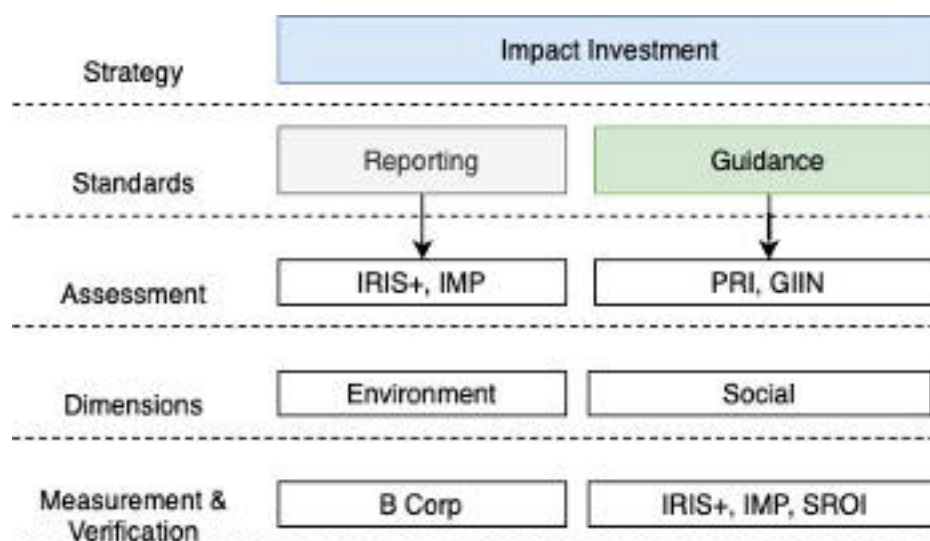 Impact Investment
Strategy
Reporting
Guidance
Standards
IRIS+, IMP
PRI, GIIN
Assessment
Environment
Social
Dimensions
B Corp
IRIS+, IMP, SROI
Measurement &
Verification